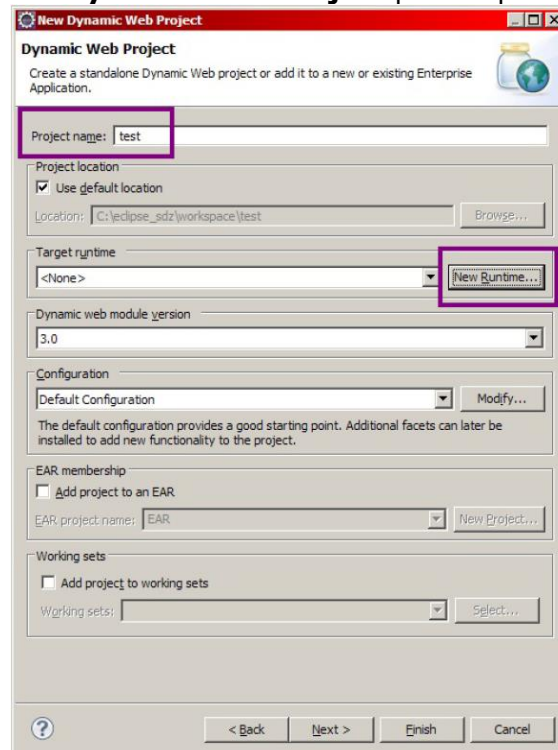 New Dynamic Web Project
Dynamic Web Project
Create a standalone Dynamic Web project or add it to a new or existing Enterprise
Application.
Project name: test
Project location
Use default location
Location: C:\eclipse_sdz\workspace\test Browse...
Target runtime
<None> New Runtime...
Dynamic web module version
3.0
Configuration
Default Configuration Modify...
The default configuration provides a good starting point. Additional facets can later be
installed to add new functionality to the project.
EAR membership
Add project to an EAR
EAR project name: EAR New Project...
Working sets
Add project to working sets
Working sets: Select...
? < Back Next > Finish Cancel